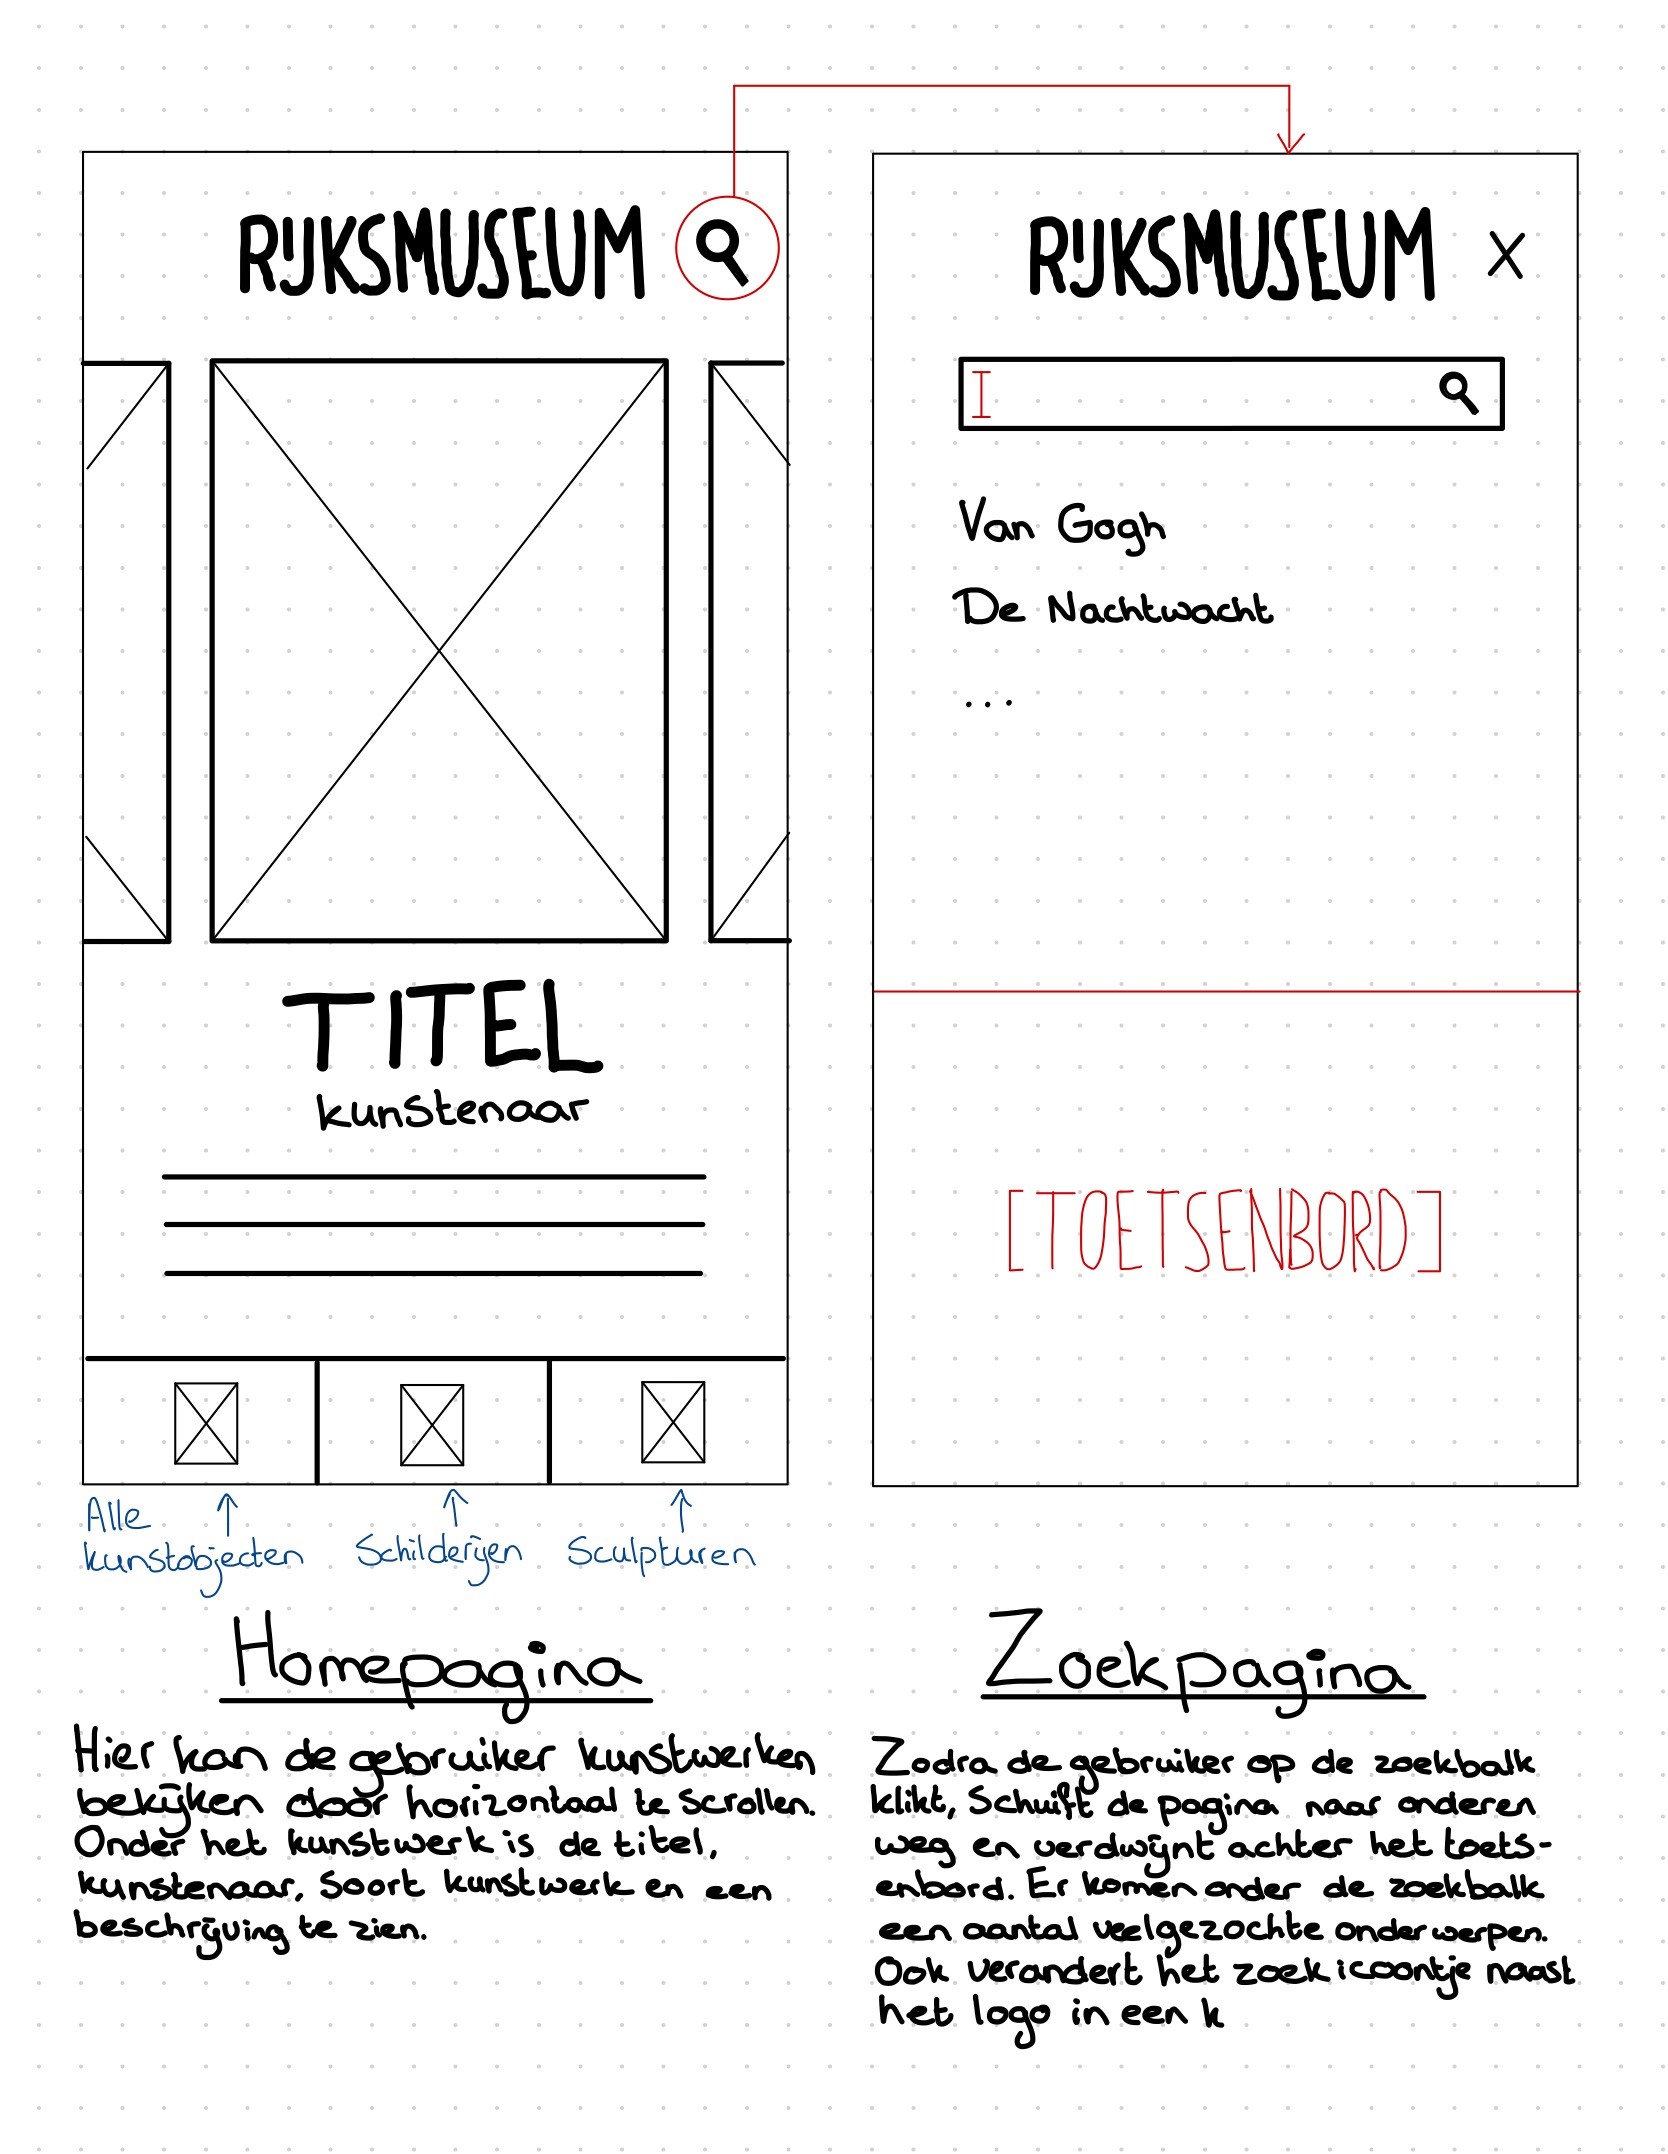 RIJKSMUSEUM
TITEL
kunstenaar
Alle
kunstobjecten
Schilderijen
Sculpturen
Homepagina
Hier kan de gebruiker kunstwerken
bekijken door horizontaal te scrollen.
Onder het kunstwerk is de titel,
kunstenaar, soort kunstwerk en een
beschrijving te zien.
RIJKSMUSEUM
X
Van Gogh
De Nachtwacht
...
[TOETSENBORD]
Zoekpagina
Zodra de gebruiker op de zoekbalk
klikt, schuift de pagina naar onderen
weg en verdwijnt achter het toets-
enbord. Er komen onder de zoekbalk
een aantal veelgezochte onderwerpen.
Ook verandert het zoekicoontje naast
het logo in een k